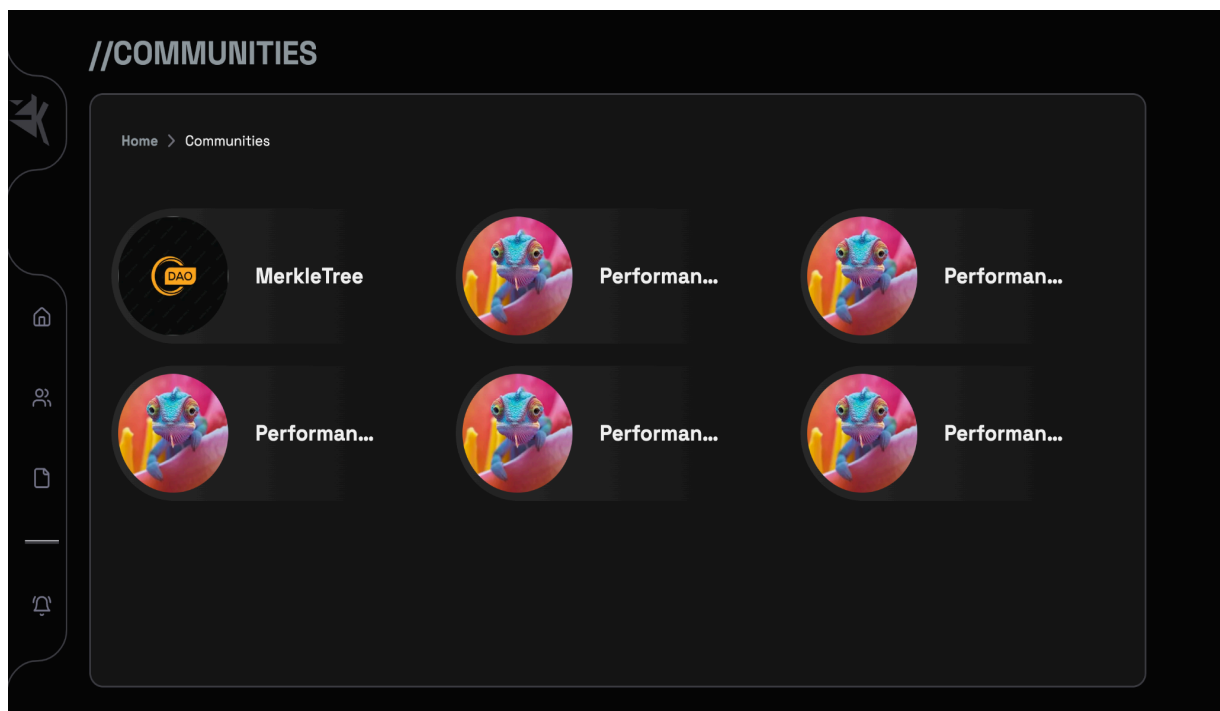 //COMMUNITIES
Home > Communities
DAO
MerkleTree
Performan...
Performan...
Performan...
Performan...
Performan...